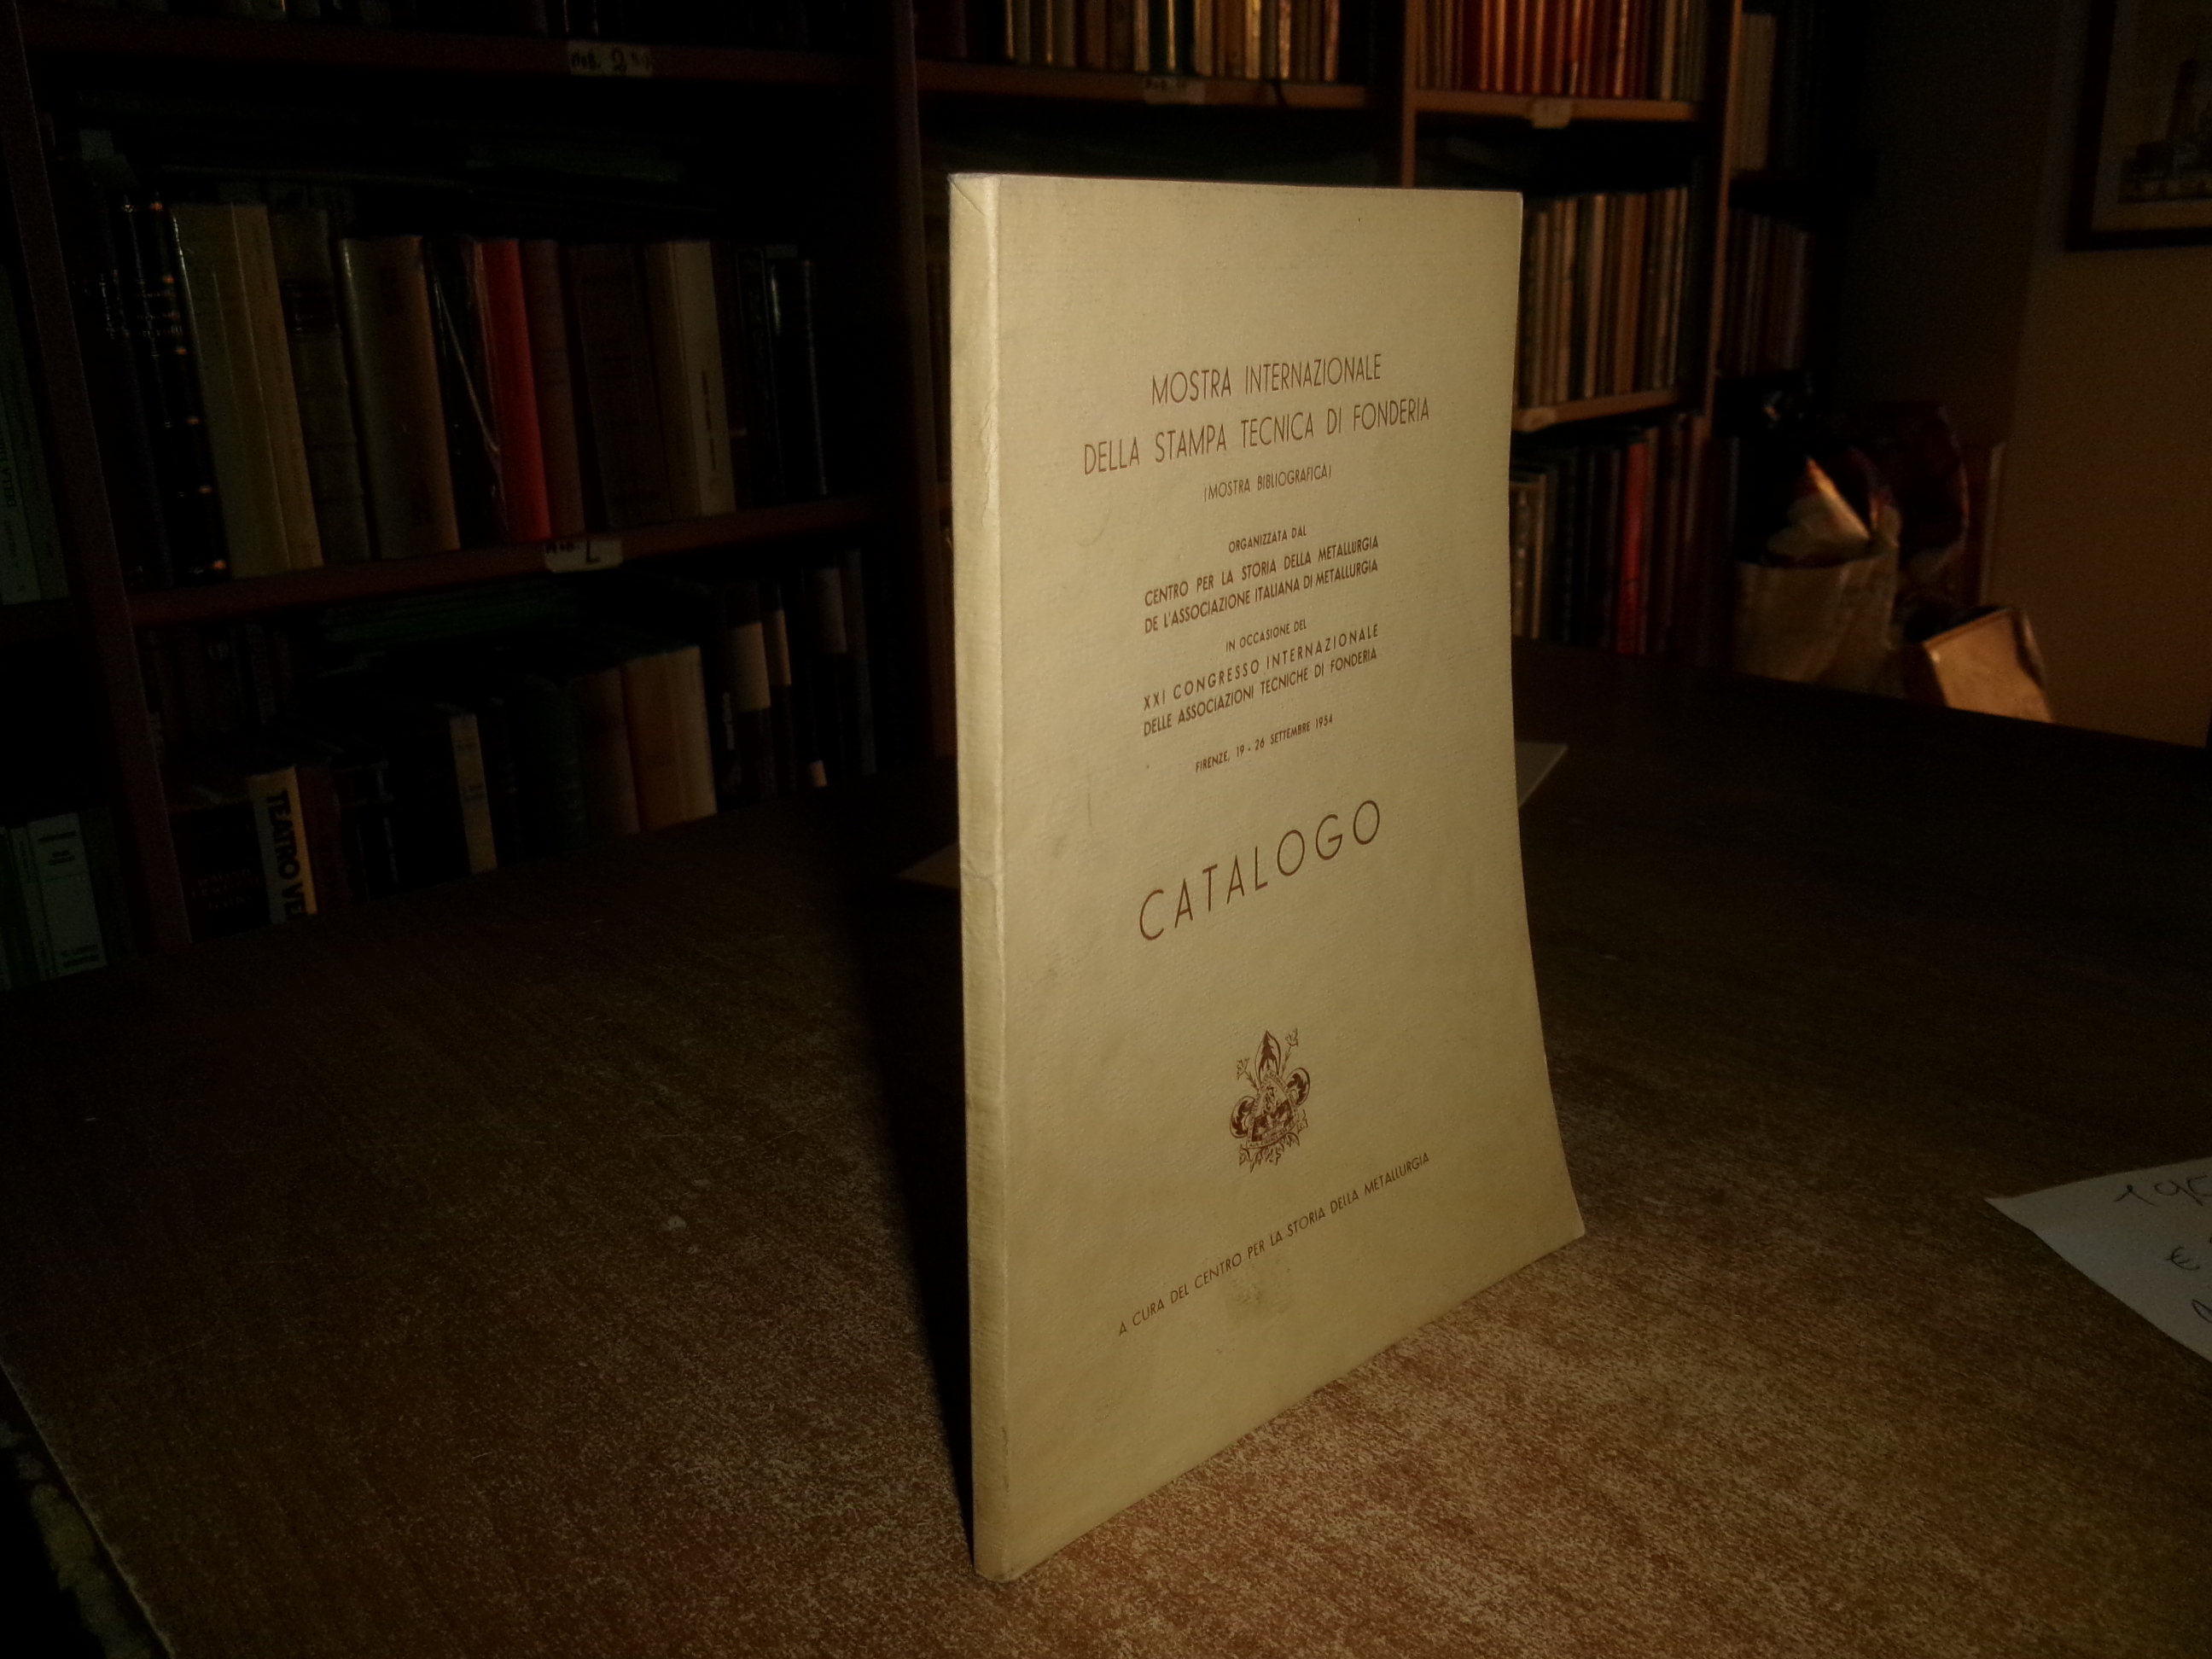 MOSTRA INTERNAZIONALE
DELLA STAMPA TECNICA DI FONDERIA
(MOSTRA BIBLIOGRAFICA)
ORGANIZZATA DAL
CENTRO PER LA STORIA DELLA METALLURGIA
DE L'ASSOCIAZIONE ITALIANA DI METALLURGIA
IN OCCASIONE DEL
XXI CONGRESSO INTERNAZIONALE
DELLE ASSOCIAZIONI TECNICHE DI FONDERIA
FIRENZE, 19 - 26 SETTEMBRE 1954
CATALOGO
A CURA DEL CENTRO PER LA STORIA DELLA METALLURGIA
TEATRO VE
€